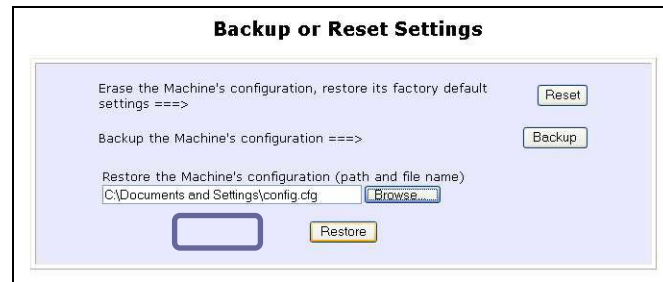 Backup or Reset Settings
Erase the Machine's configuration, restore its factory default
settings ===>
Reset
Backup the Machine's configuration ===>
Backup
Restore the Machine's configuration (path and file name)
C:\Documents and Settings\config.cfg
Browse...
Restore